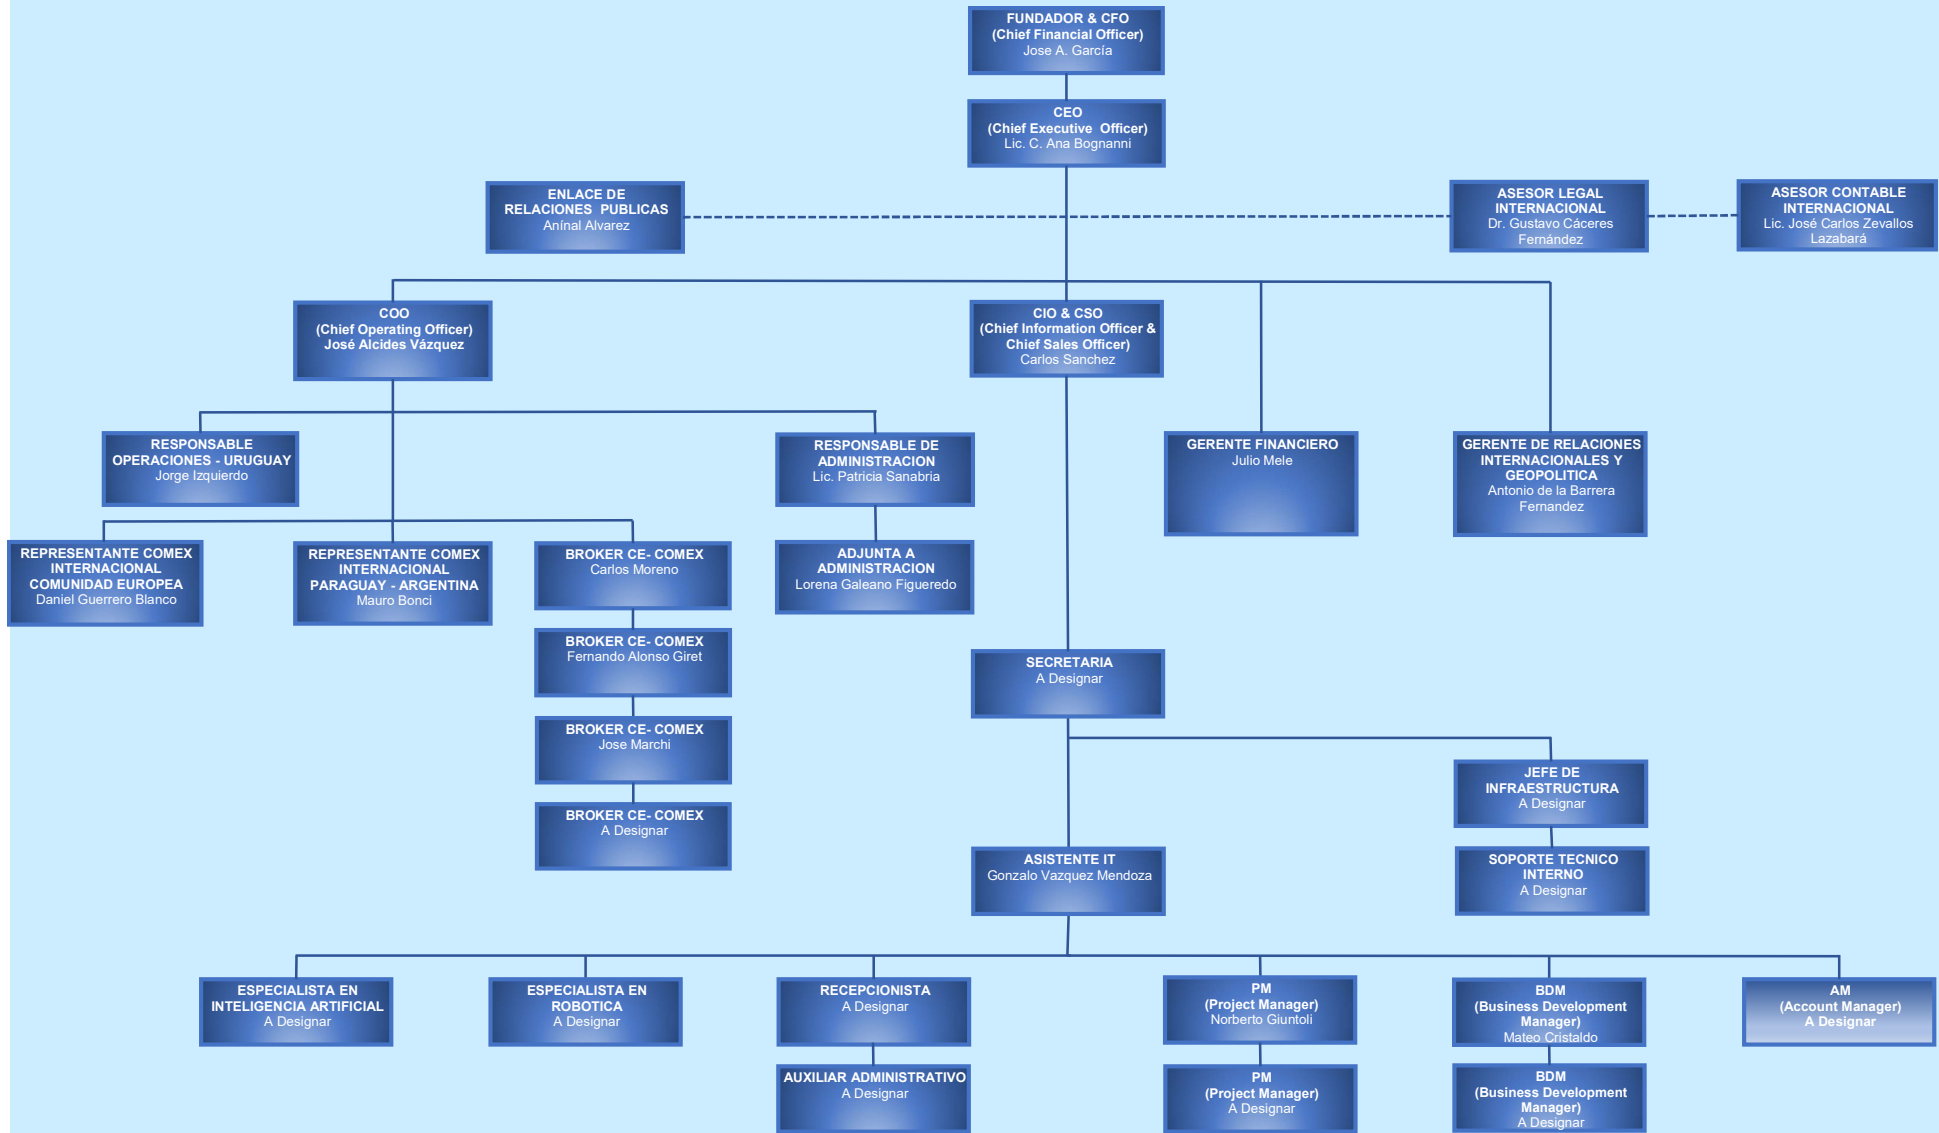 FUNDADOR & CFO
(Chief Financial Officer)
Jose A. García
CEO
(Chief Executive  Officer)
Lic. C. Ana Bognanni
ENLACE DE
RELACIONES  PUBLICAS
Anínal Alvarez
ASESOR LEGAL
INTERNACIONAL
Dr. Gustavo Cáceres
Fernández
ASESOR CONTABLE
INTERNACIONAL
Lic. José Carlos Zevallos
Lazabará
COO
(Chief Operating Officer)
José Alcides Vázquez
CIO & CSO
(Chief Information Officer &
Chief Sales Officer)
Carlos Sanchez
RESPONSABLE
OPERACIONES - URUGUAY
Jorge Izquierdo
RESPONSABLE DE
ADMINISTRACION
Lic. Patricia Sanabria
GERENTE FINANCIERO
Julio Mele
GERENTE DE RELACIONES
INTERNACIONALES Y
GEOPOLITICA
Antonio de la Barrera
Fernandez
REPRESENTANTE COMEX
INTERNACIONAL
COMUNIDAD EUROPEA
Daniel Guerrero Blanco
REPRESENTANTE COMEX
INTERNACIONAL
PARAGUAY - ARGENTINA
Mauro Bonci
BROKER CE- COMEX
Carlos Moreno
ADJUNTA A
ADMINISTRACION
Lorena Galeano Figueredo
BROKER CE- COMEX
Fernando Alonso Giret
BROKER CE- COMEX
Jose Marchi
BROKER CE- COMEX
A Designar
SECRETARIA
A Designar
JEFE DE
INFRAESTRUCTURA
A Designar
ASISTENTE IT
Gonzalo Vazquez Mendoza
SOPORTE TECNICO
INTERNO
A Designar
ESPECIALISTA EN
INTELIGENCIA ARTIFICIAL
A Designar
ESPECIALISTA EN
ROBOTICA
A Designar
RECEPCIONISTA
A Designar
PM
(Project Manager)
Norberto Giuntoli
BDM
(Business Development
Manager)
Mateo Cristaldo
AM
(Account Manager)
A Designar
AUXILIAR ADMINISTRATIVO
A Designar
PM
(Project Manager)
A Designar
BDM
(Business Development
Manager)
A Designar